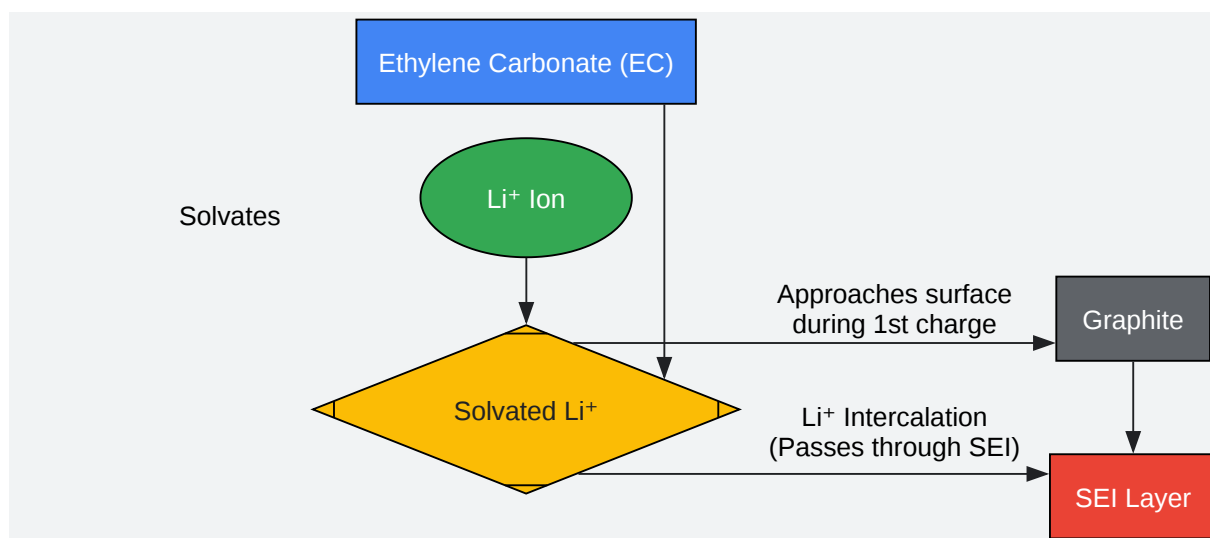 Ethylene Carbonate (EC)
Li⁺ Ion
Solvates
Approaches surface
during 1st charge
Graphite
Solvated Li⁺
Li⁺ Intercalation
(Passes through SEI)
SEI Layer